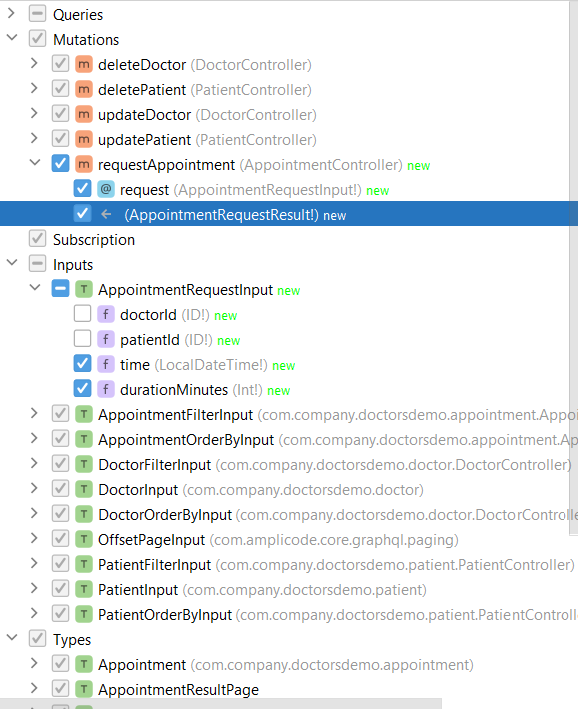 Queries
Mutations
m deleteDoctor (DoctorController)
m deletePatient (PatientController)
m updateDoctor (DoctorController)
m updatePatient (PatientController)
m requestAppointment (AppointmentController) new
@ request (AppointmentRequestInput!) new
← (AppointmentRequestResult!) new
Subscription
Inputs
T AppointmentRequestInput new
f doctorId (ID!) new
f patientId (ID!) new
f time (LocalDateTime!) new
f durationMinutes (Int!) new
T AppointmentFilterInput (com.company.doctorsdemo.appointment.Appo
T AppointmentOrderByInput (com.company.doctorsdemo.appointment.Ap
T DoctorFilterInput (com.company.doctorsdemo.doctor.DoctorController)
T DoctorInput (com.company.doctorsdemo.doctor)
T DoctorOrderByInput (com.company.doctorsdemo.doctor.DoctorControlle
T OffsetPageInput (com.amplicode.core.graphql.paging)
T PatientFilterInput (com.company.doctorsdemo.patient.PatientController)
T PatientInput (com.company.doctorsdemo.patient)
T PatientOrderByInput (com.company.doctorsdemo.patient.PatientControll
Types
T Appointment (com.company.doctorsdemo.appointment)
T AppointmentResultPage